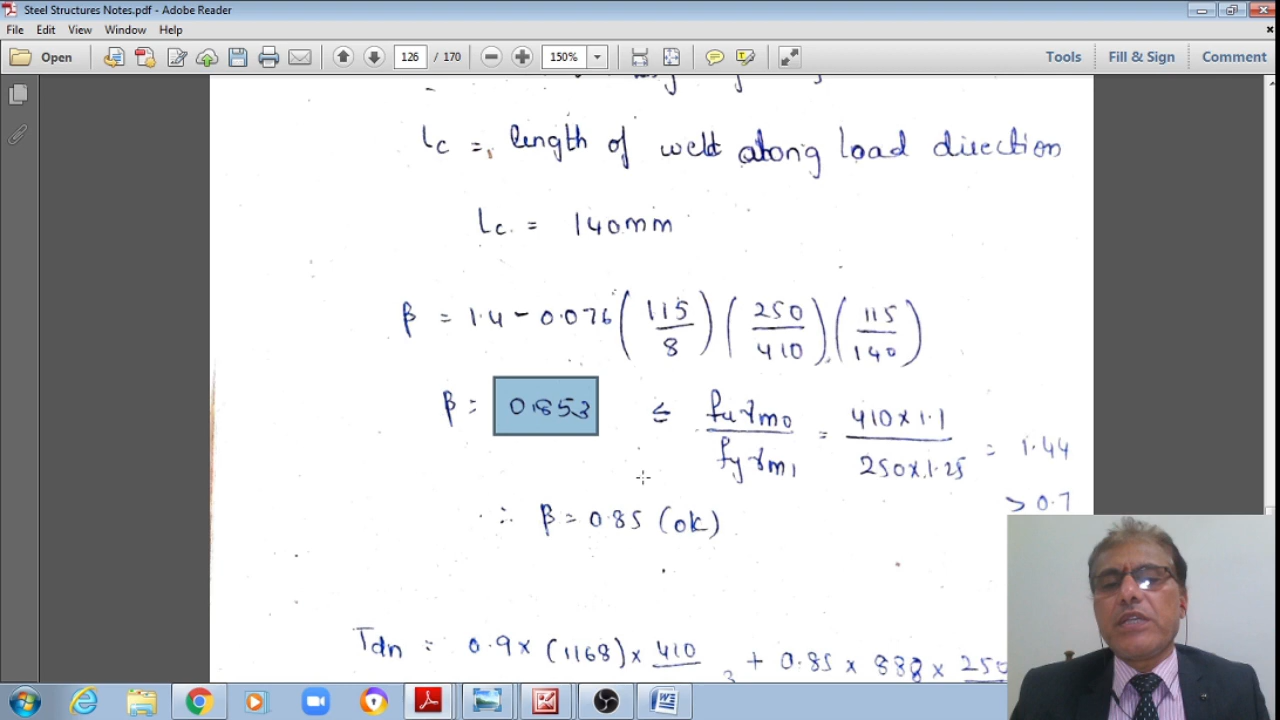 Steel Structures Notes.pdf - Adobe Reader
File Edit View Window Help
Open 126 / 170 150% Tools Fill & Sign Comment
lc = length of weld along load direction
lc = 140mm
β = 1.4 - 0.076 (115/8) (250/410) (115/140)
β = 0.853 ≤ fu γm0 / fy γm1 = 410 × 1.1 / 250 × 1.25 = 1.44
> 0.7
∴ β = 0.85 (ok)
Tdn = 0.9 × (1168) × 410 + 0.85 × 888 × 250